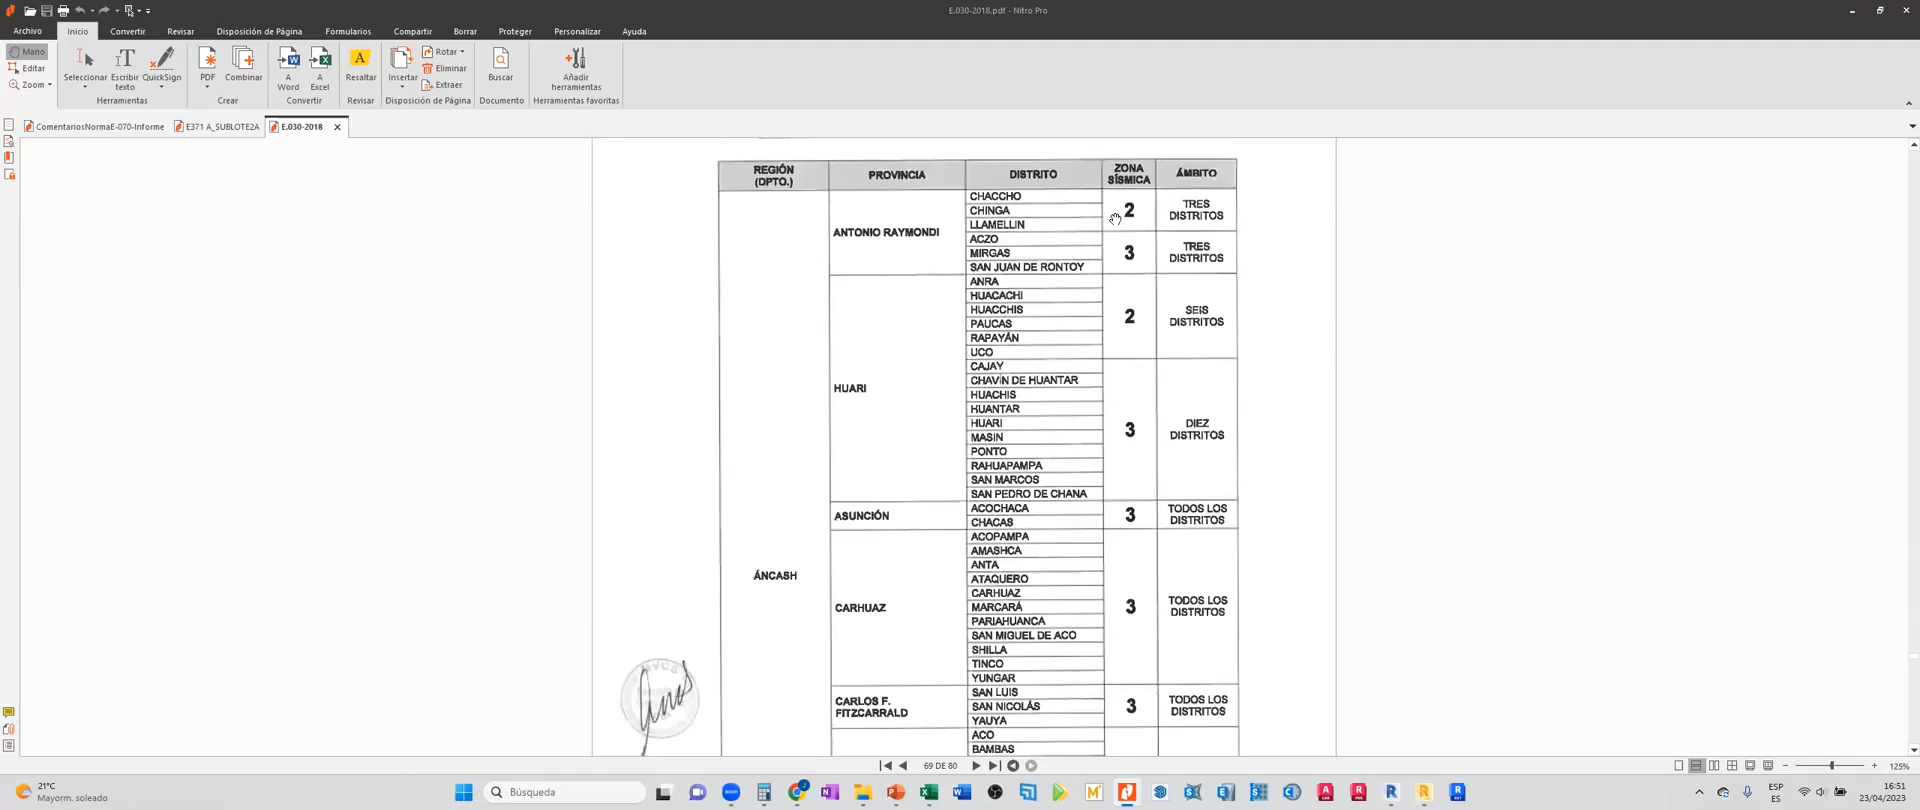 E.030-2018.pdf - Nitro Pro
Archivo Inicio Convertir Revisar Disposición de Página Formularios Compartir Borrar Proteger Personalizar Ayuda
Mano
Editar
Zoom
Seleccionar
Escribir texto
QuickSign
Herramientas
PDF
Combinar
Crear
A Word
A Excel
Convertir
Resaltar
Revisar
Insertar
Rotar
Eliminar
Extraer
Disposición de Página
Buscar
Documento
Añadir herramientas
Herramientas favoritas
ComentariosNormaE-070-Informe E371 A_SUBLOTE2A E.030-2018
REGIÓN (DPTO.) PROVINCIA DISTRITO ZONA SÍSMICA ÁMBITO
ÁNCASH
ANTONIO RAYMONDI
CHACCHO
CHINGA
LLAMELLIN
2
TRES DISTRITOS
ACZO
MIRGAS
SAN JUAN DE RONTOY
3
TRES DISTRITOS
HUARI
ANRA
HUACACHI
HUACCHIS
PAUCAS
RAPAYÁN
UCO
2
SEIS DISTRITOS
CAJAY
CHAVÍN DE HUANTAR
HUACHIS
HUANTAR
HUARI
MASIN
PONTO
RAHUAPAMPA
SAN MARCOS
SAN PEDRO DE CHANA
3
DIEZ DISTRITOS
ASUNCIÓN
ACOCHACA
CHACAS
3
TODOS LOS DISTRITOS
CARHUAZ
ACOPAMPA
AMASHCA
ANTA
ATAQUERO
CARHUAZ
MARCARÁ
PARIAHUANCA
SAN MIGUEL DE ACO
SHILLA
TINCO
YUNGAR
3
TODOS LOS DISTRITOS
CARLOS F. FITZCARRALD
SAN LUIS
SAN NICOLÁS
YAUYA
3
TODOS LOS DISTRITOS
ACO
BAMBAS
69 DE 80
125%
21°C
Mayorm. soleado
Búsqueda
ESP
ES
16:51
23/04/2023